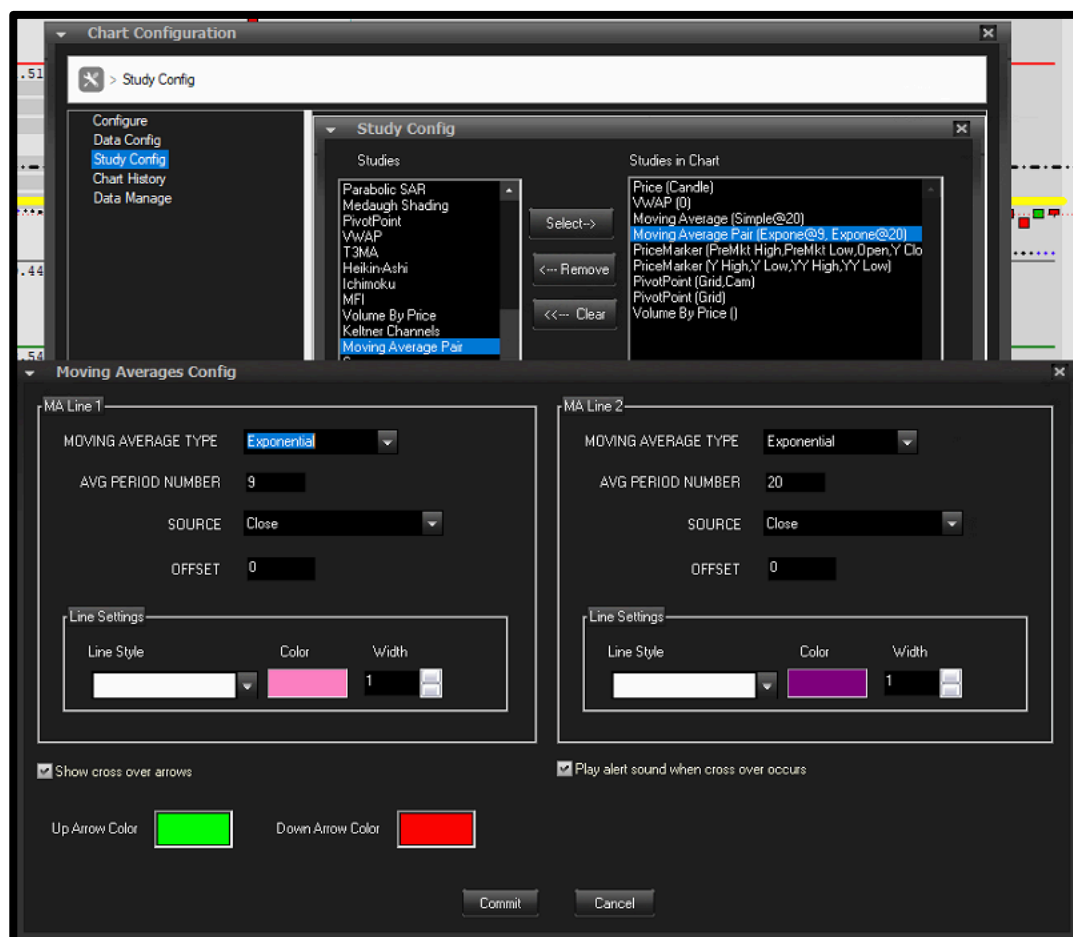 Chart Configuration
.51
> Study Config
Configure
Data Config
Study Config
Chart History
Data Manage
Study Config
Studies
Studies in Chart
Parabolic SAR
Medaugh Shading
PivotPoint
VWAP
T3MA
Heikin-Ashi
Ichimoku
MFI
Volume By Price
Keltner Channels
Moving Average Pair
Select-->
<--- Remove
<<--- Clear
Price (Candle)
VWAP (0)
Moving Average (Simple@20)
Moving Average Pair (Expone@9, Expone@20)
PriceMarker (PreMkt High,PreMkt Low,Open,Y Clo
PriceMarker (Y High,Y Low,YY High,YY Low)
PivotPoint (Grid,Cam)
PivotPoint (Grid)
Volume By Price ()
.44
.54
Moving Averages Config
MA Line 1
MOVING AVERAGE TYPE Exponential
AVG PERIOD NUMBER 9
SOURCE Close
OFFSET 0
Line Settings
Line Style Color Width
1
MA Line 2
MOVING AVERAGE TYPE Exponential
AVG PERIOD NUMBER 20
SOURCE Close
OFFSET 0
Line Settings
Line Style Color Width
1
Show cross over arrows
Play alert sound when cross over occurs
Up Arrow Color
Down Arrow Color
Commit
Cancel